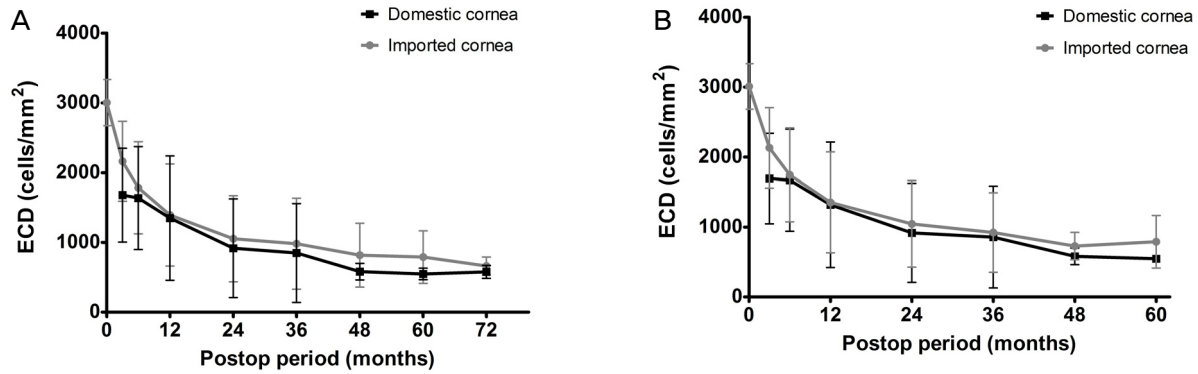 A
Domestic cornea
Imported cornea
4000
3000
2000
1000
0
ECD (cells/mm²)
0 12 24 36 48 60 72
Postop period (months)
B
Domestic cornea
Imported cornea
4000
3000
2000
1000
0
ECD (cells/mm²)
0 12 24 36 48 60
Postop period (months)